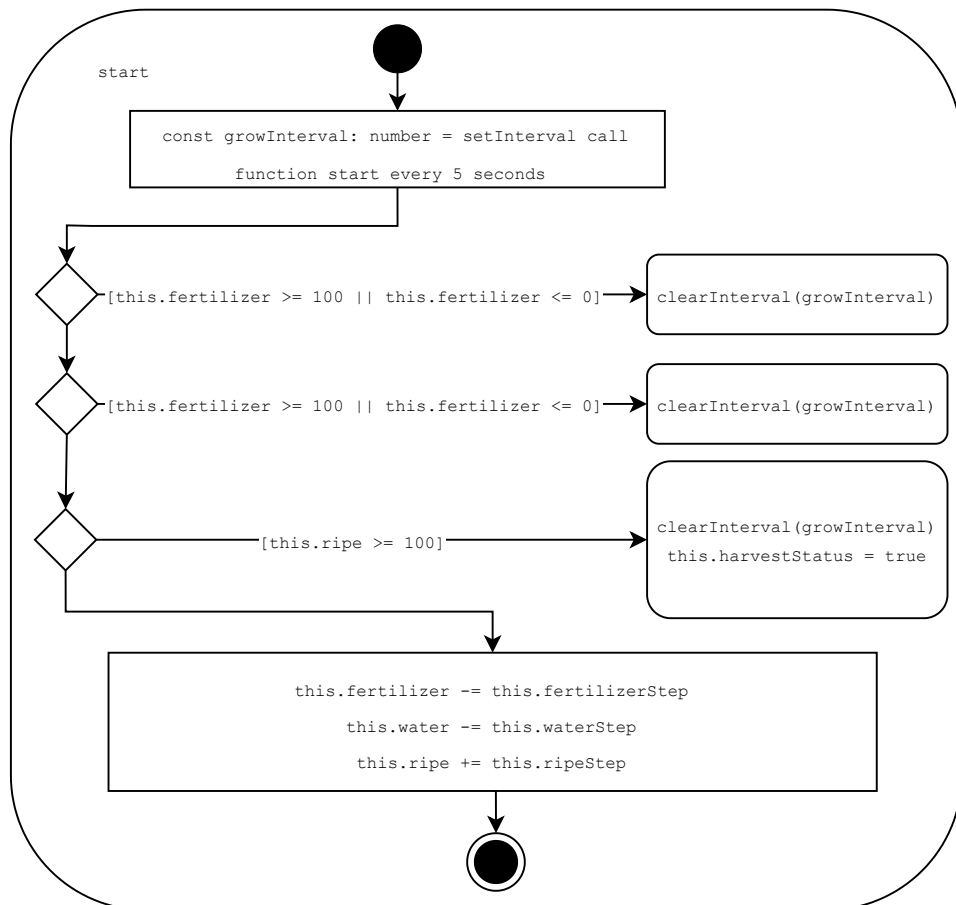 start
const growInterval: number = setInterval call
function start every 5 seconds
[this.fertilizer >= 100 || this.fertilizer <= 0]
clearInterval(growInterval)
[this.fertilizer >= 100 || this.fertilizer <= 0]
clearInterval(growInterval)
[this.ripe >= 100]
clearInterval(growInterval)
this.harvestStatus = true
this.fertilizer -= this.fertilizerStep
this.water -= this.waterStep
this.ripe += this.ripeStep